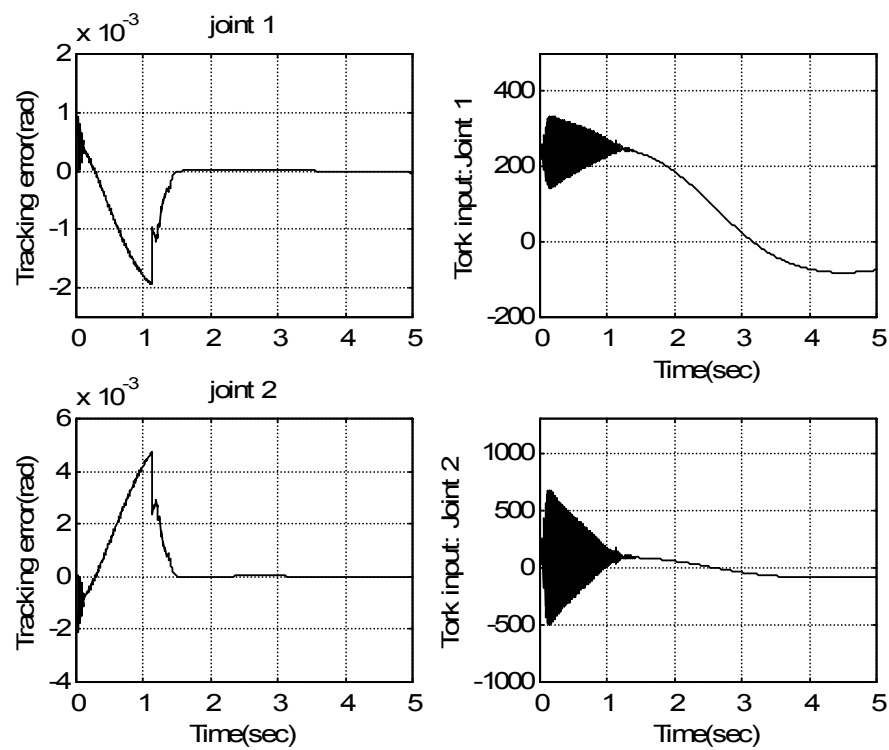 x 10-3
joint 1
Tracking error(rad)
2
1
0
-1
-2
0 1 2 3 4 5
Tork input:Joint 1
400
200
0
-200
0 1 2 3 4 5
Time(sec)
x 10-3
joint 2
Tracking error(rad)
6
4
2
0
-2
-4
0 1 2 3 4 5
Time(sec)
Tork input: Joint 2
1000
500
0
-500
-1000
0 1 2 3 4 5
Time(sec)